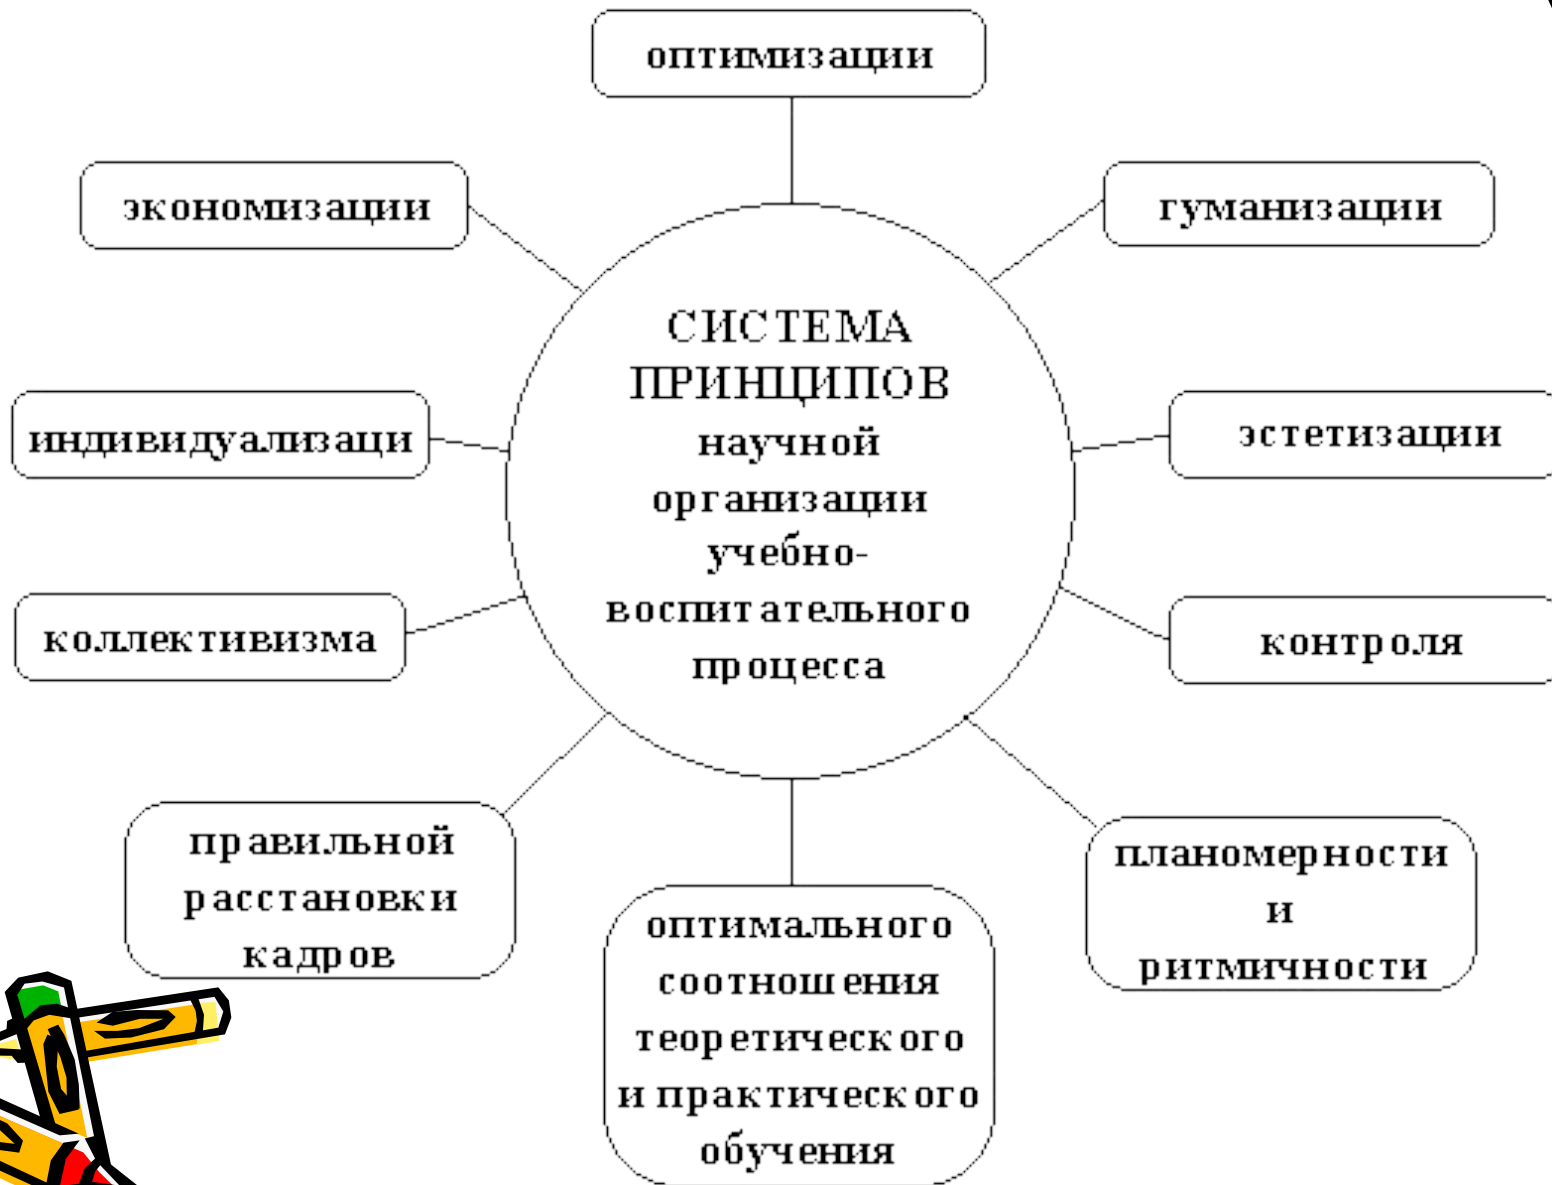 оптимизации
экономизации
гуманизации
СИСТЕМА
ПРИНЦИПОВ
научной
организации
учебно-
воспитательного
процесса
индивидуализаци
эстетизации
коллективизма
контроля
правильной
расстановки
кадров
оптимального
соотношения
теоретического
и практического
обучения
планомерности
и
ритмичности